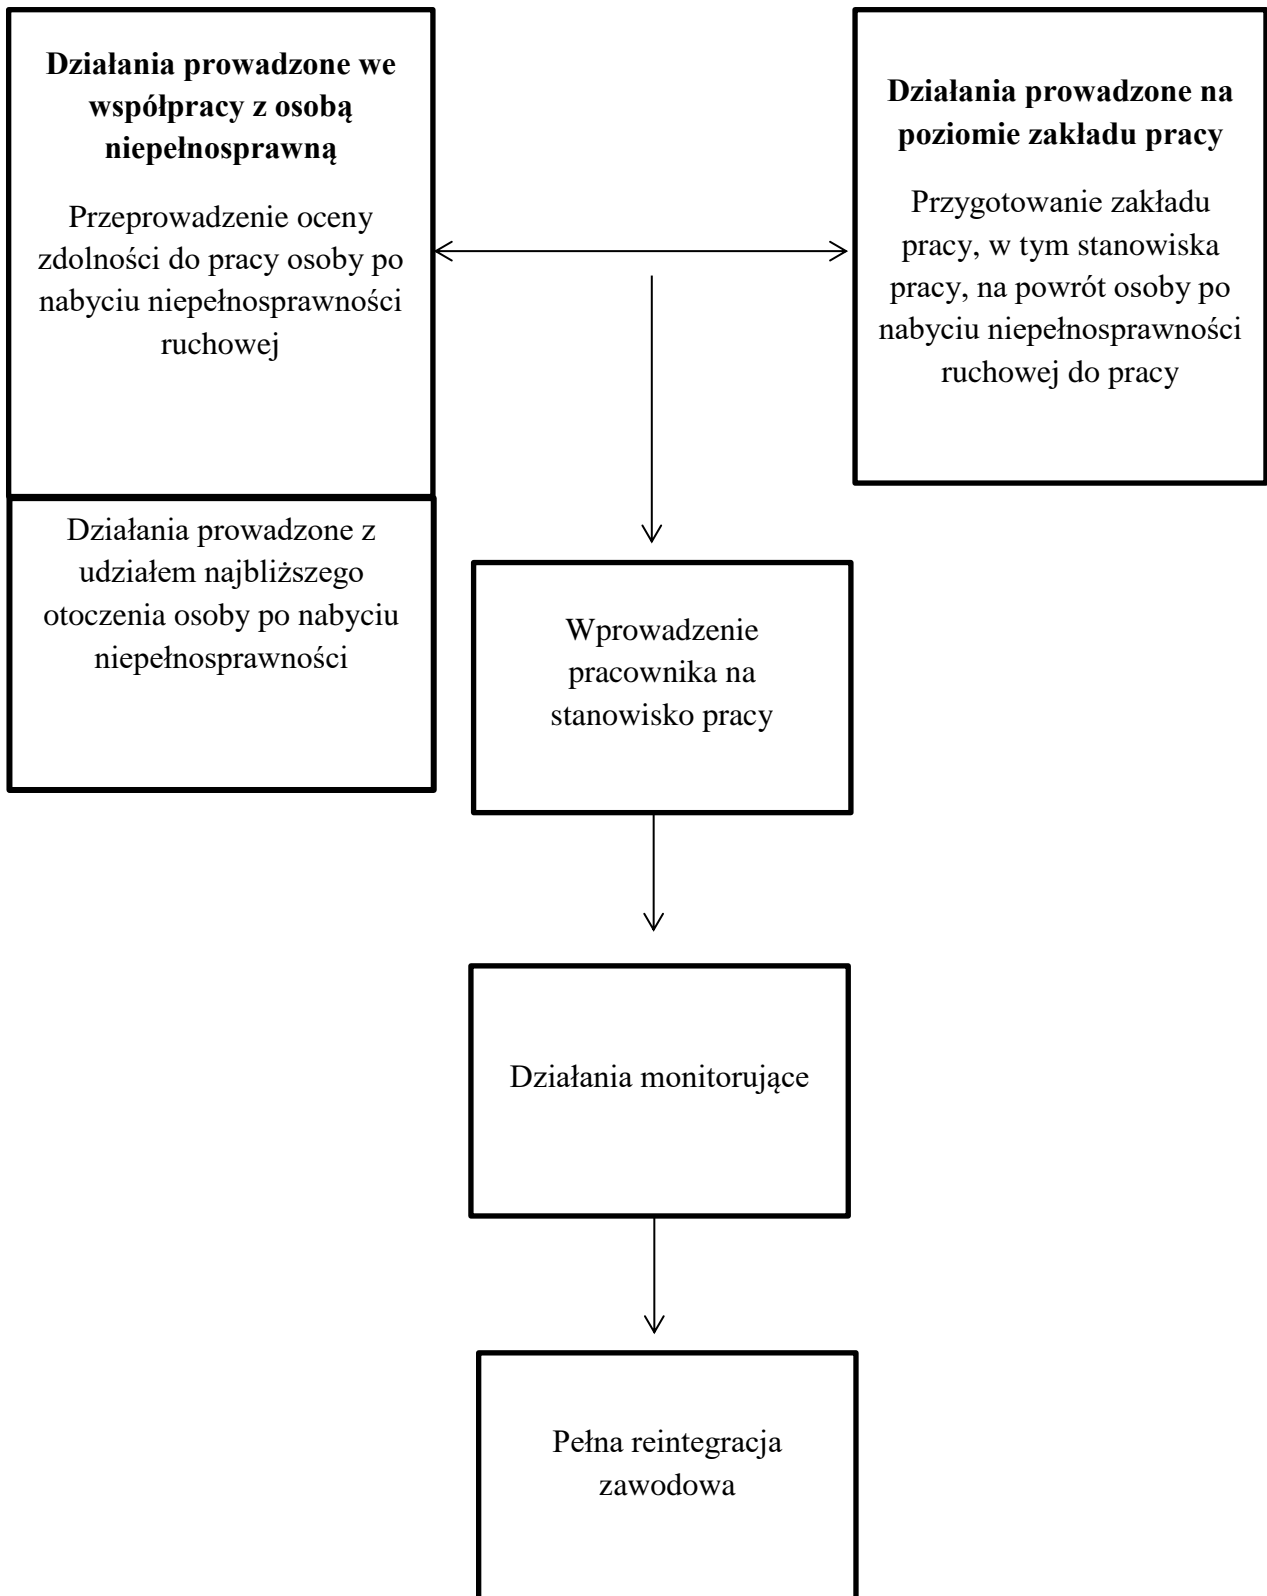 Działania prowadzone we
współpracy z osobą
niepełnosprawną
Przeprowadzenie oceny
zdolności do pracy osoby po
nabyciu niepełnosprawności
ruchowej
Działania prowadzone na
poziomie zakładu pracy
Przygotowanie zakładu
pracy, w tym stanowiska
pracy, na powrót osoby po
nabyciu niepełnosprawności
ruchowej do pracy
Działania prowadzone z
udziałem najbliższego
otoczenia osoby po nabyciu
niepełnosprawności
Wprowadzenie
pracownika na
stanowisko pracy
Działania monitorujące
Pełna reintegracja
zawodowa